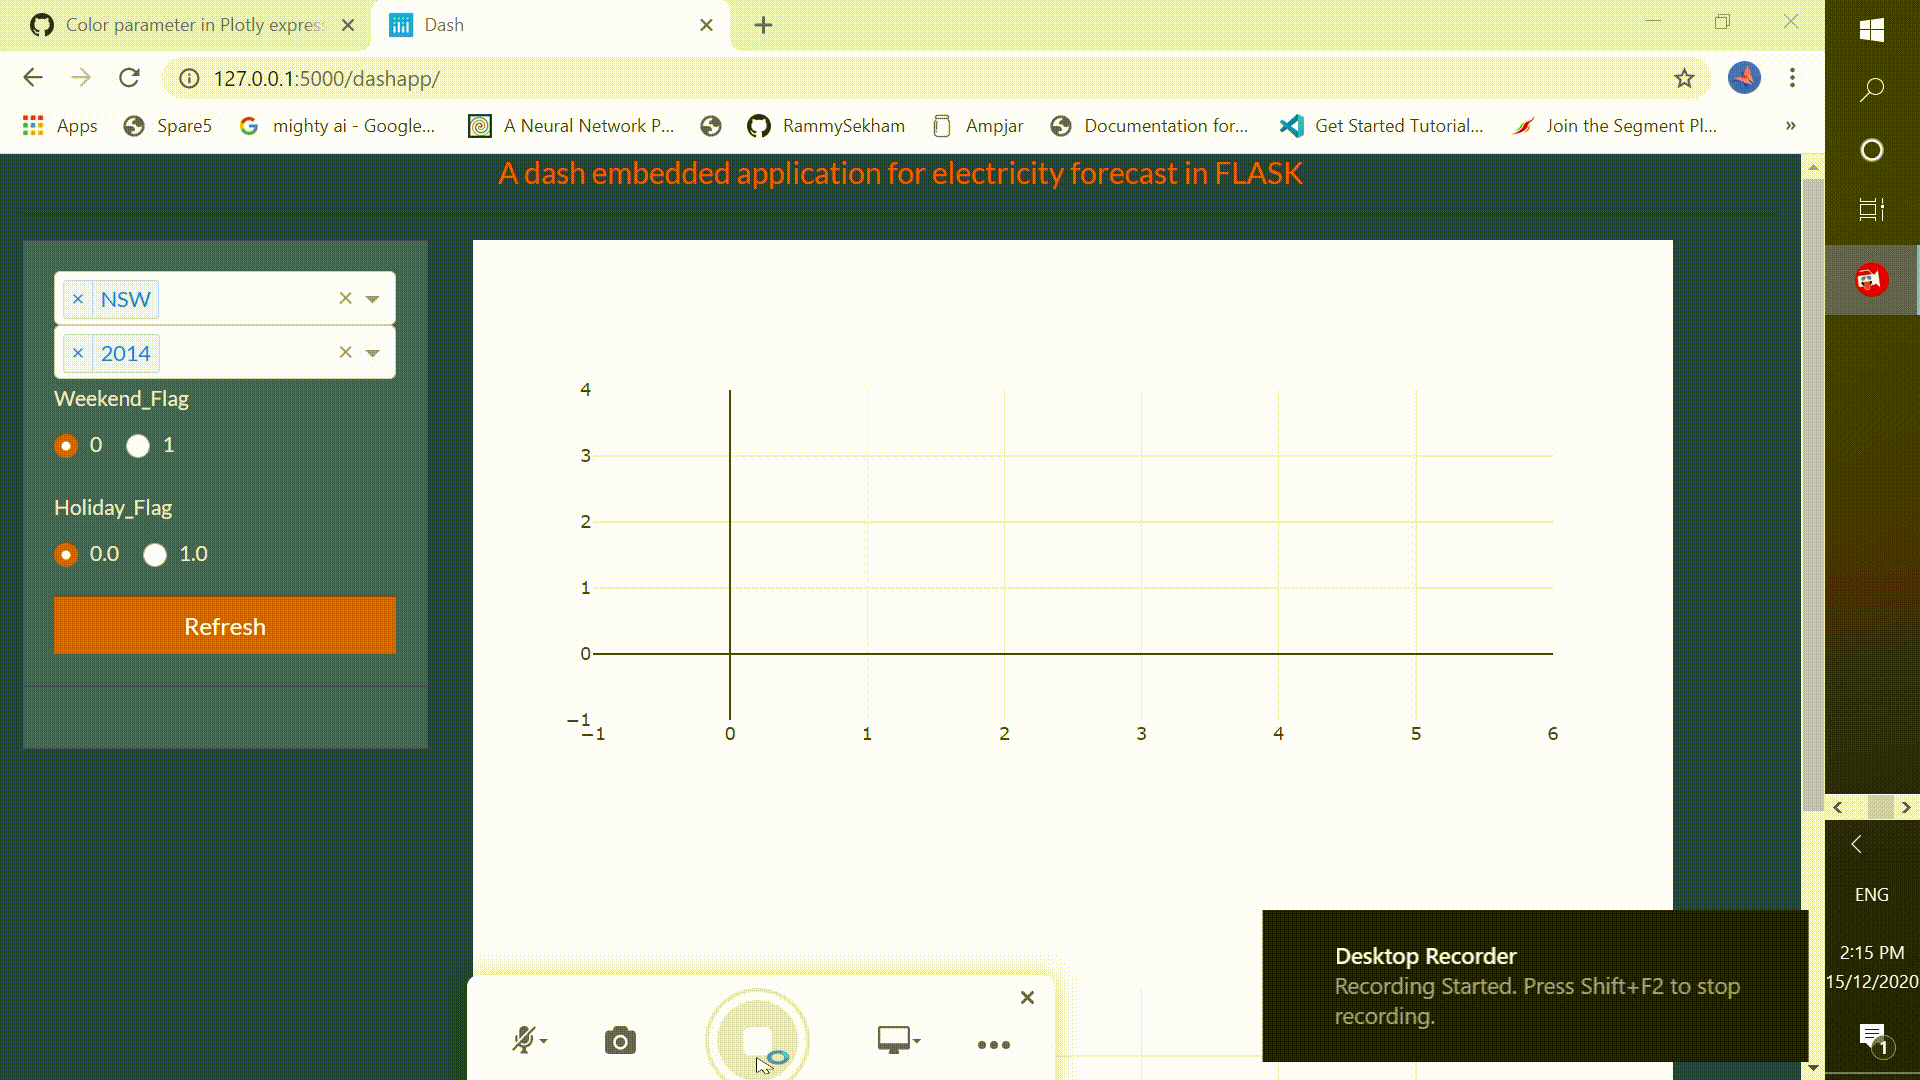 Color parameter in Plotly express
Dash
127.0.0.1:5000/dashapp/
Apps
Spare5
mighty ai - Google...
A Neural Network P...
RammySekham
Ampjar
Documentation for...
Get Started Tutorial...
Join the Segment Pl...
»
A dash embedded application for electricity forecast in FLASK
× NSW
× 2014
Weekend_Flag
0 1
Holiday_Flag
0.0 1.0
Refresh
4
3
2
1
0
−1
−1 0 1 2 3 4 5 6
Desktop Recorder
Recording Started. Press Shift+F2 to stop
recording.
ENG
2:15 PM
15/12/2020
1